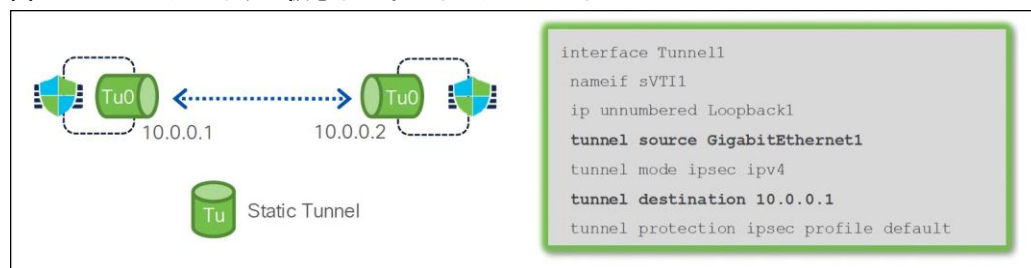 Tu0
Tu0
10.0.0.1
10.0.0.2
Tu
Static Tunnel
interface Tunnel1
nameif sVTI1
ip unnumbered Loopback1
tunnel source GigabitEthernet1
tunnel mode ipsec ipv4
tunnel destination 10.0.0.1
tunnel protection ipsec profile default